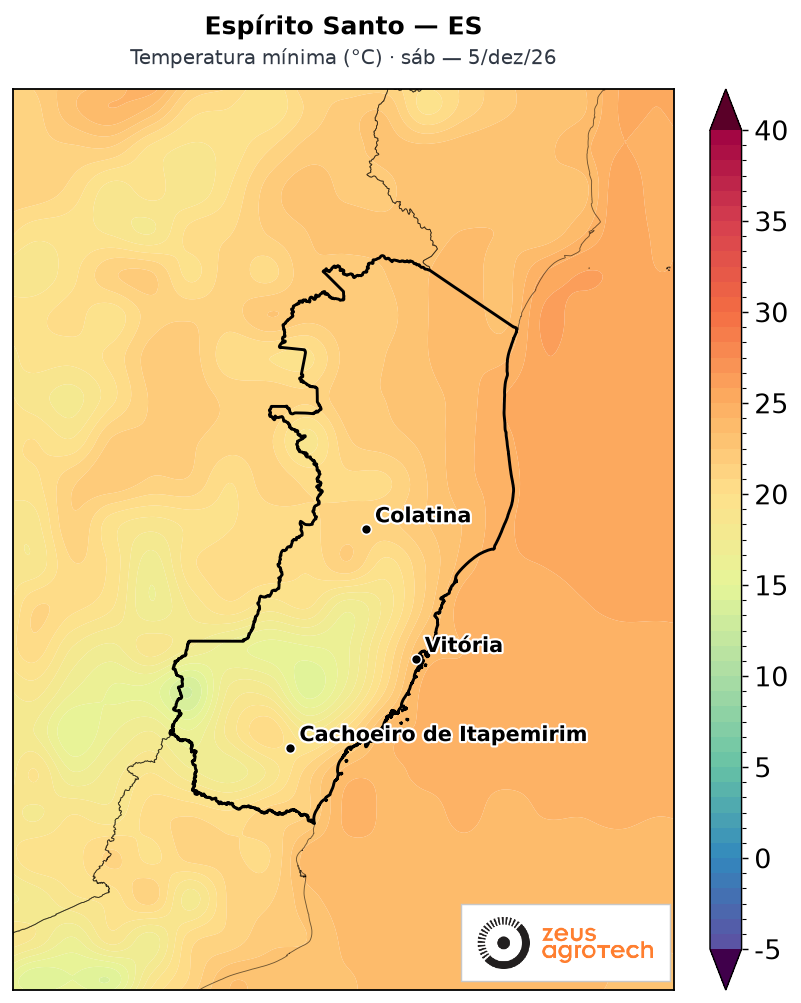 Espírito Santo — ES
Temperatura mínima (°C) · sáb — 5/dez/26
40
35
30
25
20
15
10
5
0
-5
Colatina
Vitória
Cachoeiro de Itapemirim
zeus
agrotech